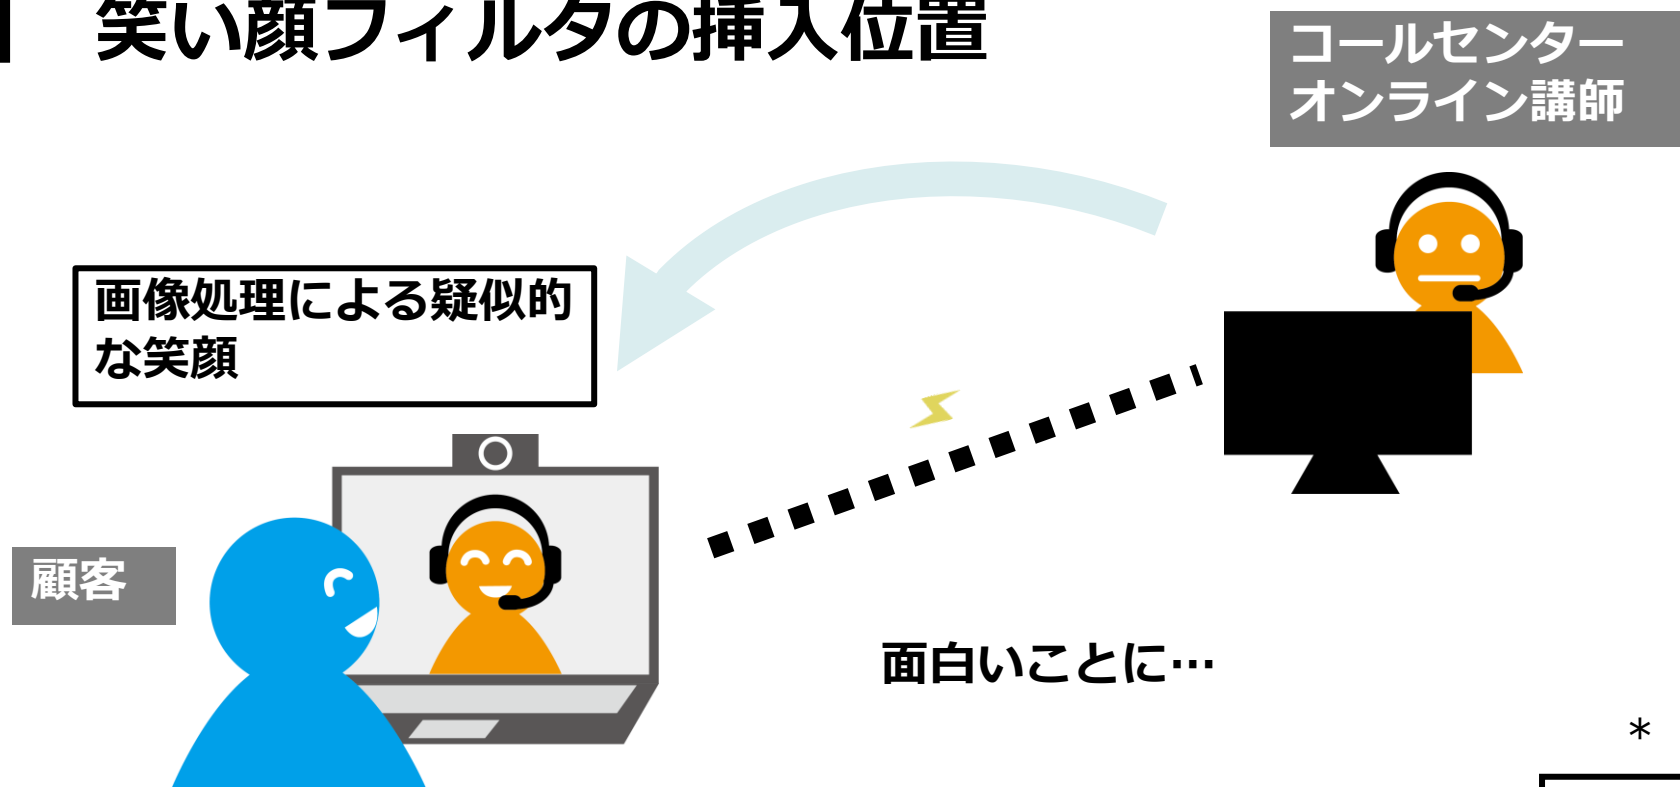 笑い顔フィルタの挿入位置
コールセンター
オンライン講師
画像処理による疑似的
な笑顔
顧客
面白いことに…
*